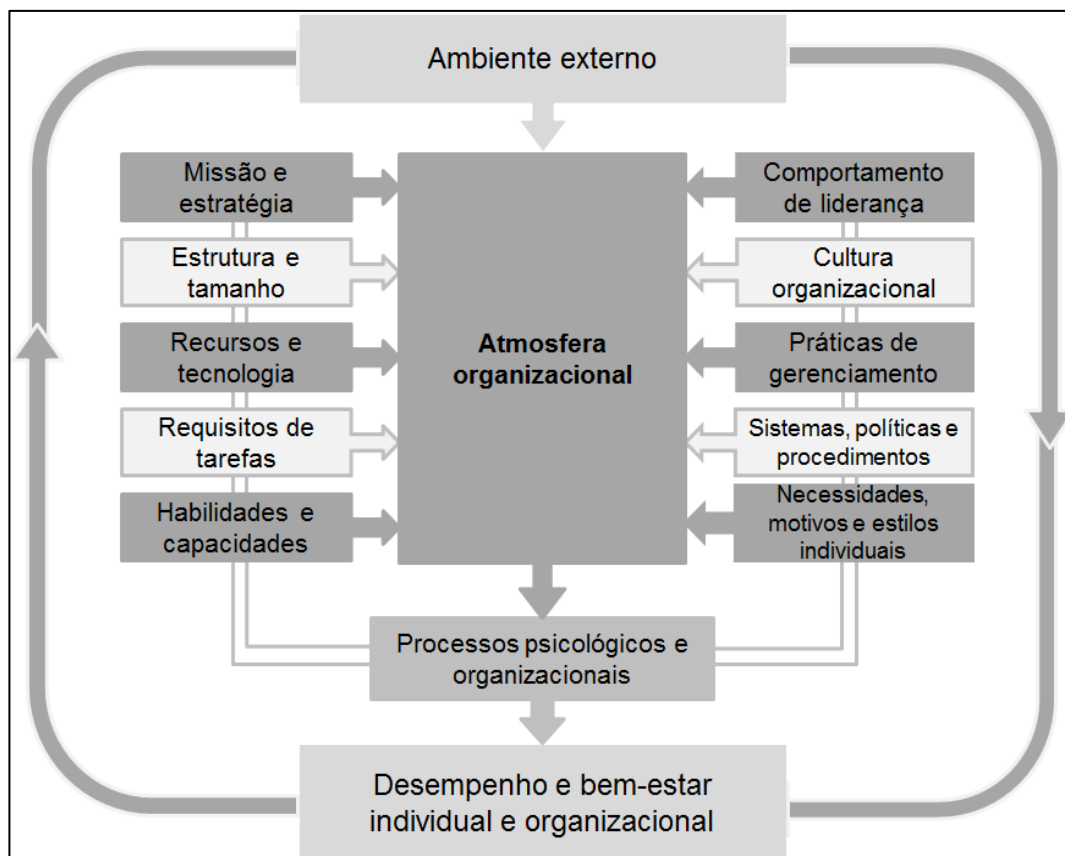 Ambiente externo
Missão e
estratégia
Estrutura e
tamanho
Recursos e
tecnologia
Requisitos de
tarefas
Habilidades e
capacidades
Atmosfera
organizacional
Comportamento
de liderança
Cultura
organizacional
Práticas de
gerenciamento
Sistemas, políticas e
procedimentos
Necessidades,
motivos e estilos
individuais
Processos psicológicos e
organizacionais
Desempenho e bem-estar
individual e organizacional